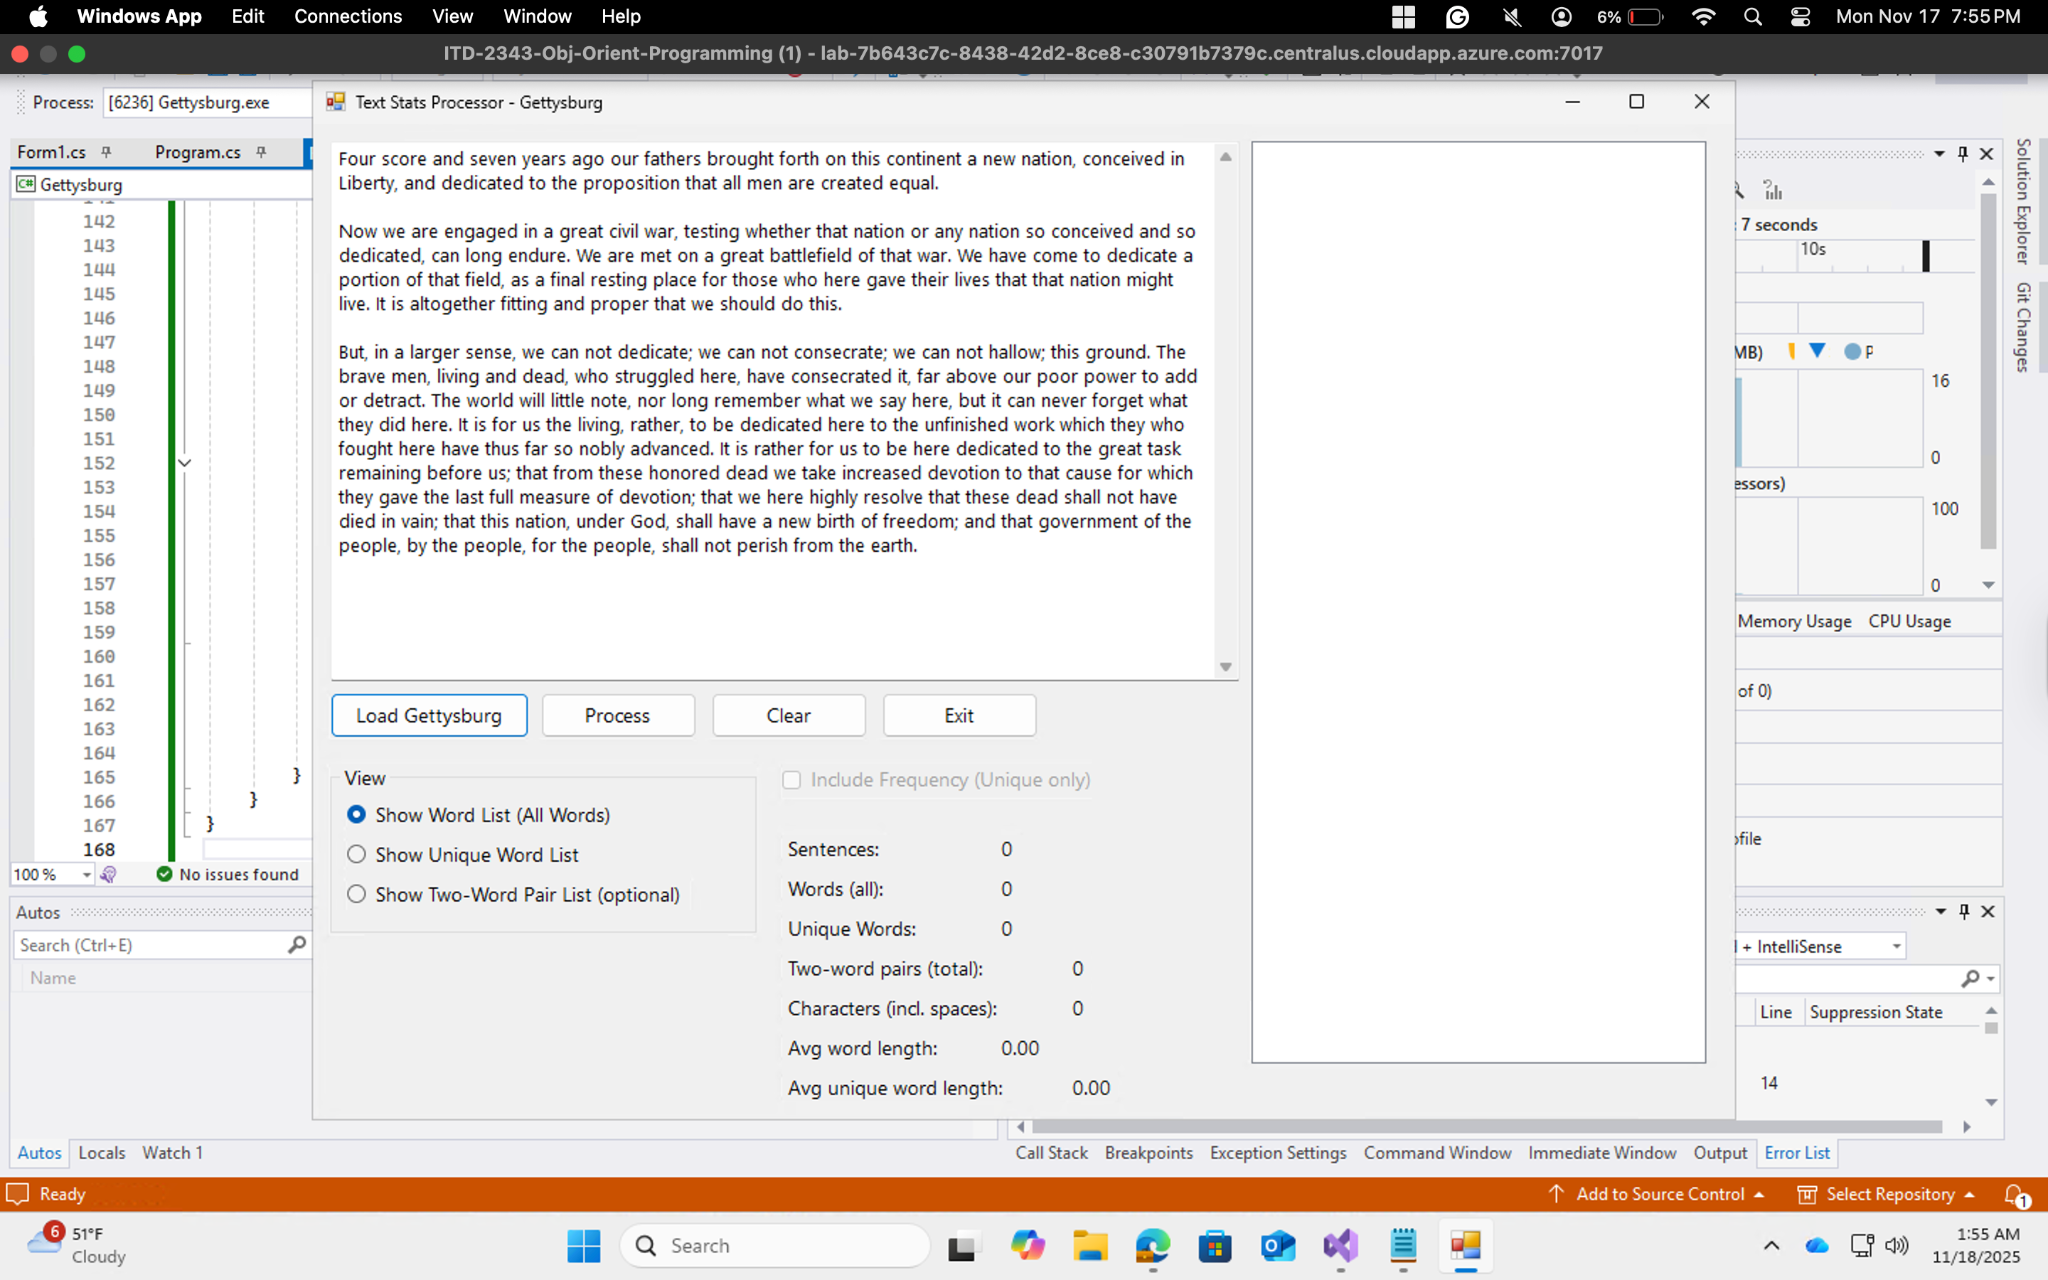 Windows App Edit Connections View Window Help 6% Mon Nov 17 7:55 PM
ITD-2343-Obj-Orient-Programming (1) - lab-7b643c7c-8438-42d2-8ce8-c30791b7379c.centralus.cloudapp.azure.com:7017
Process: [6236] Gettysburg.exe
Text Stats Processor - Gettysburg
Form1.cs Program.cs
C# Gettysburg
142
143
144
145
146
147
148
149
150
151
152
153
154
155
156
157
158
159
160
161
162
163
164
165 }
166 }
167 }
168
100 % No issues found
Autos
Search (Ctrl+E)
Name
Autos Locals Watch 1
Four score and seven years ago our fathers brought forth on this continent a new nation, conceived in
Liberty, and dedicated to the proposition that all men are created equal.
Now we are engaged in a great civil war, testing whether that nation or any nation so conceived and so
dedicated, can long endure. We are met on a great battlefield of that war. We have come to dedicate a
portion of that field, as a final resting place for those who here gave their lives that that nation might
live. It is altogether fitting and proper that we should do this.
But, in a larger sense, we can not dedicate; we can not consecrate; we can not hallow; this ground. The
brave men, living and dead, who struggled here, have consecrated it, far above our poor power to add
or detract. The world will little note, nor long remember what we say here, but it can never forget what
they did here. It is for us the living, rather, to be dedicated here to the unfinished work which they who
fought here have thus far so nobly advanced. It is rather for us to be here dedicated to the great task
remaining before us; that from these honored dead we take increased devotion to that cause for which
they gave the last full measure of devotion; that we here highly resolve that these dead shall not have
died in vain; that this nation, under God, shall have a new birth of freedom; and that government of the
people, by the people, for the people, shall not perish from the earth.
Load Gettysburg Process Clear Exit
View
Show Word List (All Words)
Show Unique Word List
Show Two-Word Pair List (optional)
Include Frequency (Unique only)
Sentences: 0
Words (all): 0
Unique Words: 0
Two-word pairs (total): 0
Characters (incl. spaces): 0
Avg word length: 0.00
Avg unique word length: 0.00
Solution Explorer
Git Changes
7 seconds
10s
MB) P
16
0
essors)
100
0
Memory Usage CPU Usage
of 0)
ofile
+ IntelliSense
Line Suppression State
14
Call Stack Breakpoints Exception Settings Command Window Immediate Window Output Error List
Ready Add to Source Control Select Repository 1
6 51°F
Cloudy
Search
1:55 AM
11/18/2025